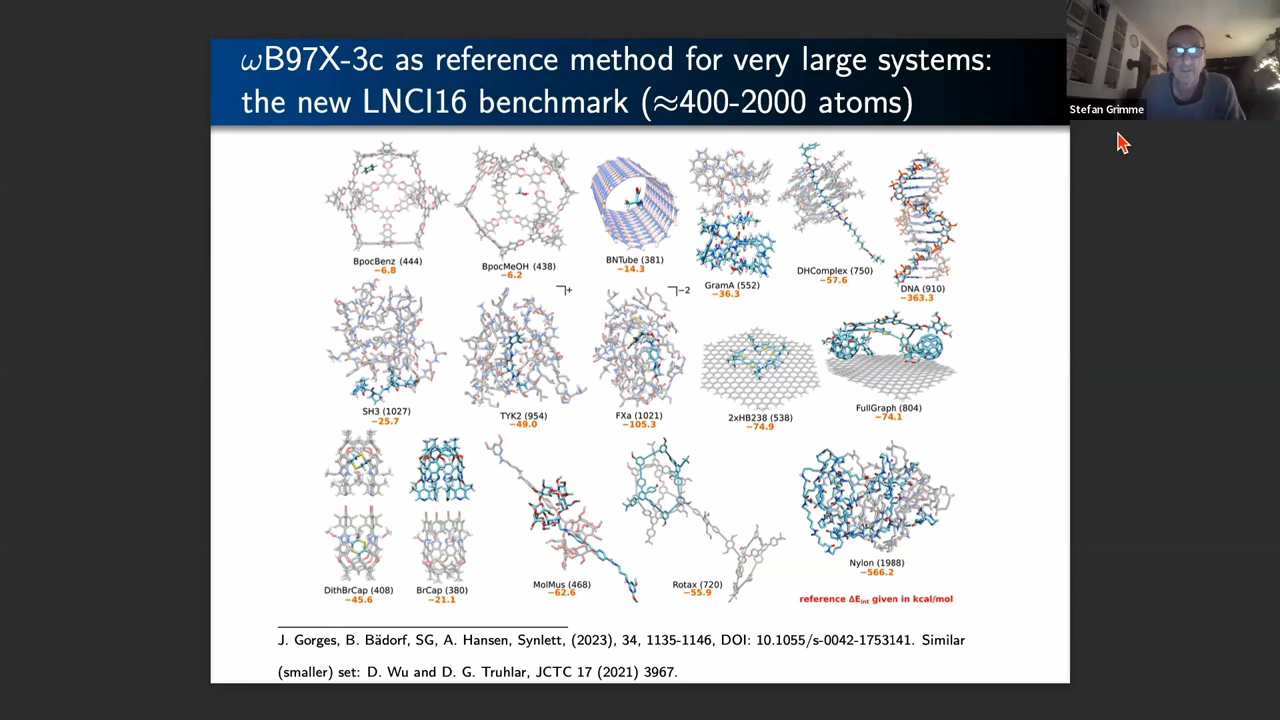 ωB97X-3c as reference method for very large systems:
the new LNCI16 benchmark (≈400-2000 atoms)
Stefan Grimme
BpocBenz (444)
−6.8
BpocMeOH (438)
−6.2
BNTube (381)
−14.3
GramA (552)
−36.3
DHComplex (750)
−57.6
DNA (910)
−363.3
SH3 (1027)
−25.7
+
TYK2 (954)
−49.0
−2
FXa (1021)
−105.3
2xHB238 (538)
−74.9
FullGraph (804)
−74.1
DithBrCap (408)
−45.6
BrCap (380)
−21.1
MolMus (468)
−62.6
Rotax (720)
−55.9
Nylon (1988)
−566.2
reference ΔEint given in kcal/mol
J. Gorges, B. Bädorf, SG, A. Hansen, Synlett, (2023), 34, 1135-1146, DOI: 10.1055/s-0042-1753141. Similar
(smaller) set: D. Wu and D. G. Truhlar, JCTC 17 (2021) 3967.